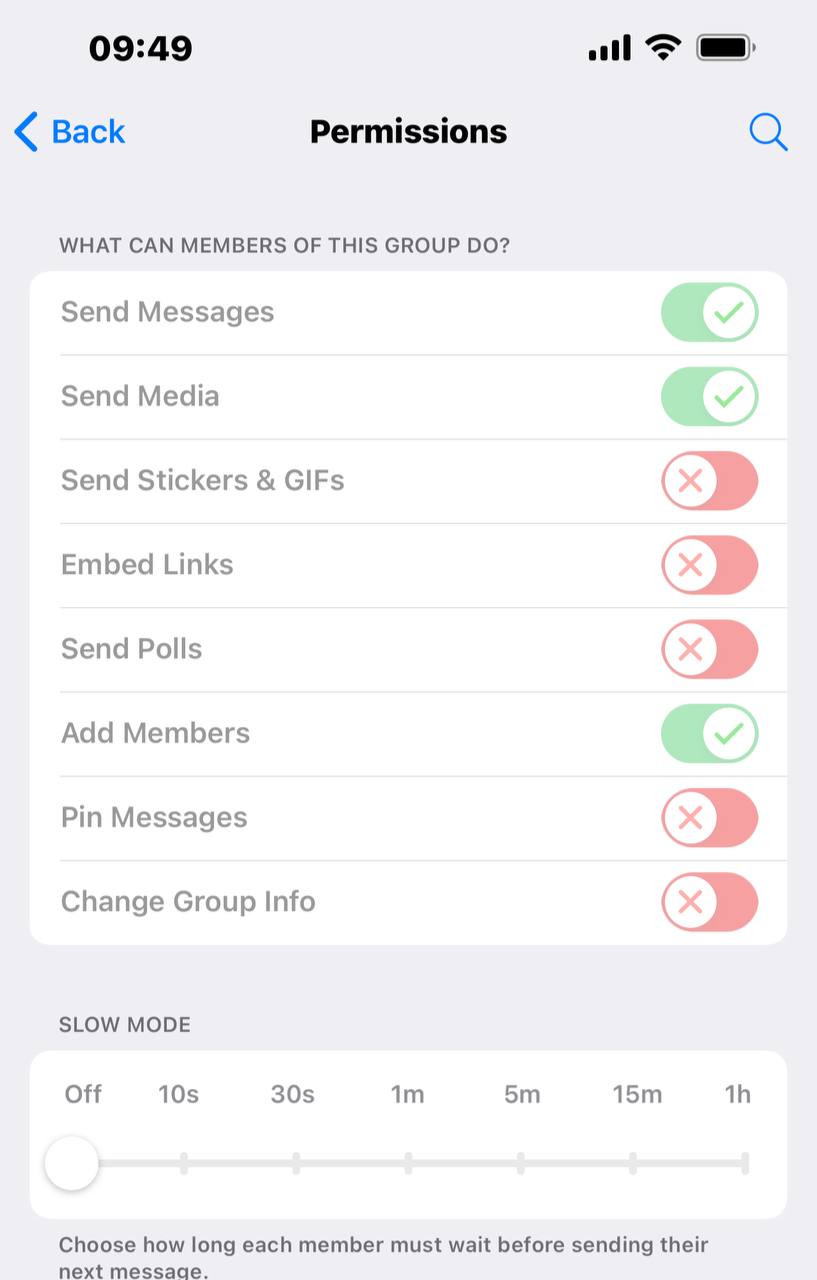 09:49
Back
Permissions
WHAT CAN MEMBERS OF THIS GROUP DO?
Send Messages
Send Media
Send Stickers & GIFs
Embed Links
Send Polls
Add Members
Pin Messages
Change Group Info
SLOW MODE
Off 10s 30s 1m 5m 15m 1h
Choose how long each member must wait before sending their
next message.